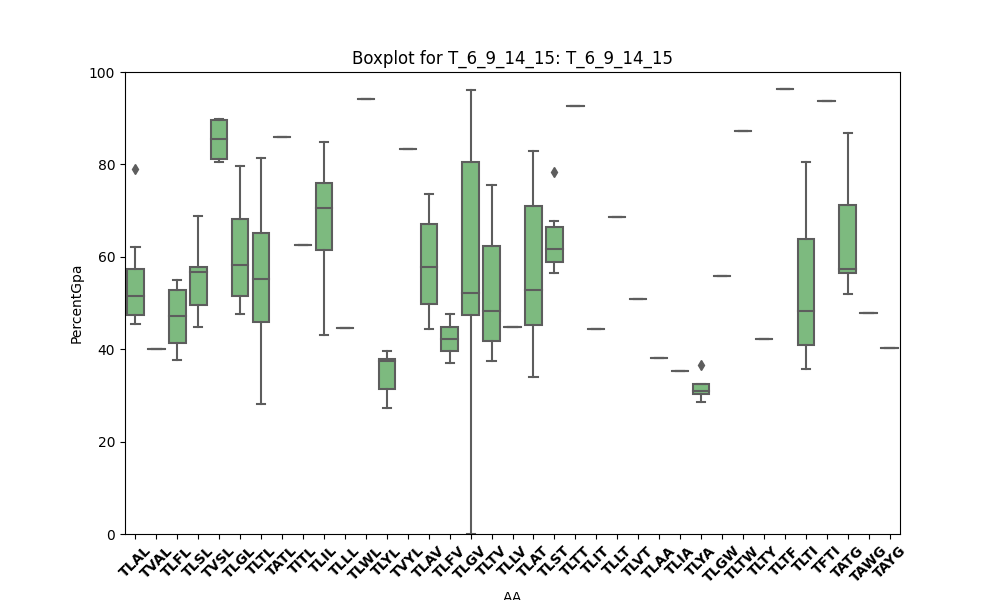 Boxplot for T_6_9_14_15: T_6_9_14_15
PercentGpa
100
80
60
40
20
0
TLAL TVAL TLFL TLSL TVSL TLGL TLTL TATL TITL TLIL TLLL TLWL TLYL TVYL TLAV TLFV TLGV TLTV TLLV TLAT TLST TLTT TLIT TLLT TLVT TLAA TLIA TLYA TLGW TLTW TLTY TLTF TLTI TFTI TATG TAWG TAYG
AA